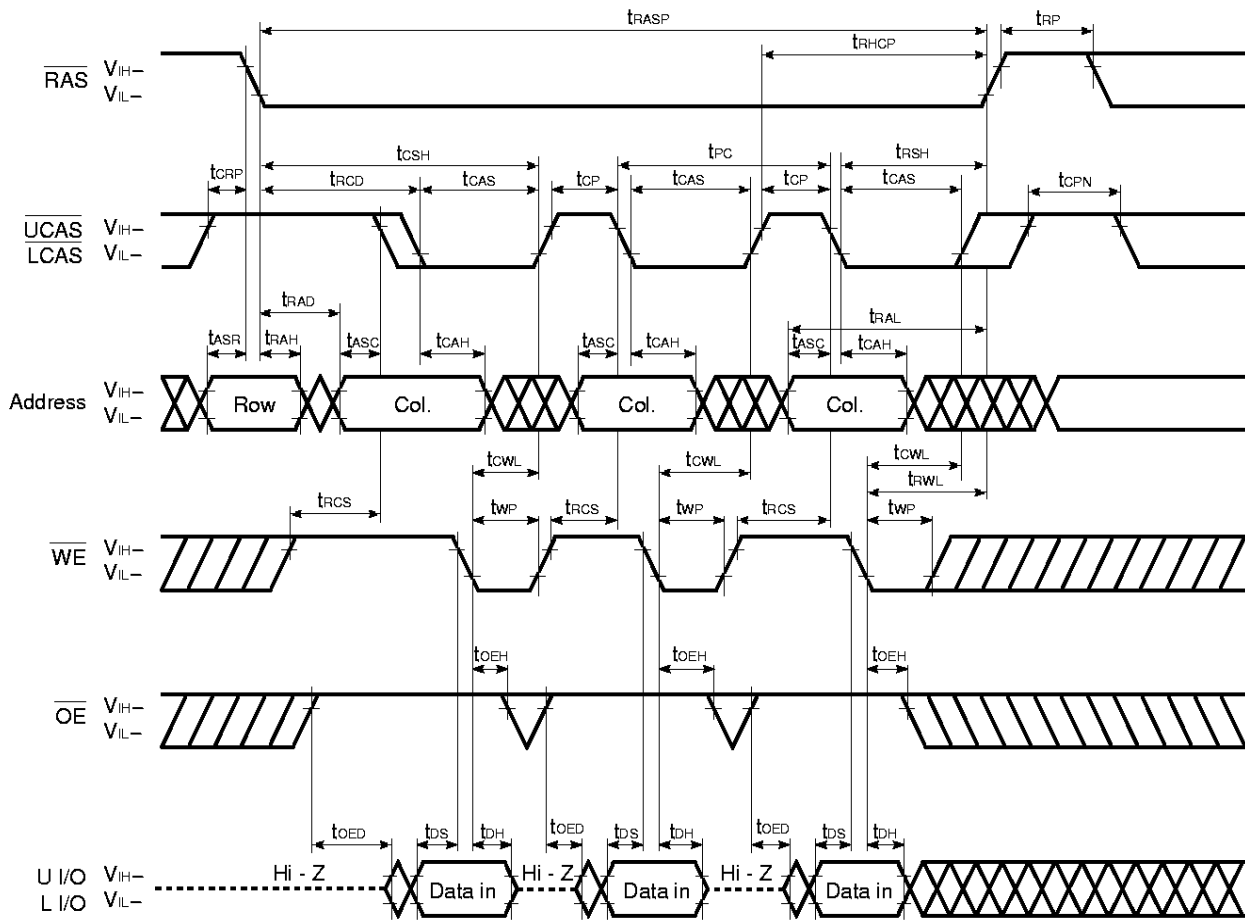 tRASP tRP
tRHCP
RAS VIH–
VIL–
tCSH tPC tRSH
tCRP tRCD tCAS tCP tCAS tCP tCAS tCPN
UCAS VIH–
LCAS VIL–
tRAD tRAL
tASR tRAH tASC tCAH tASC tCAH tASC tCAH
Address VIH–
VIL–
Row Col. Col. Col.
tCWL tCWL tCWL
tRWL
tRCS tWP tRCS tWP tRCS tWP
WE VIH–
VIL–
tOEH tOEH tOEH
OE VIH–
VIL–
tOED tDS tDH tOED tDS tDH tOED tDS tDH
Hi - Z Hi - Z Hi - Z
U I/O VIH–
L I/O VIL–
Data in Data in Data in